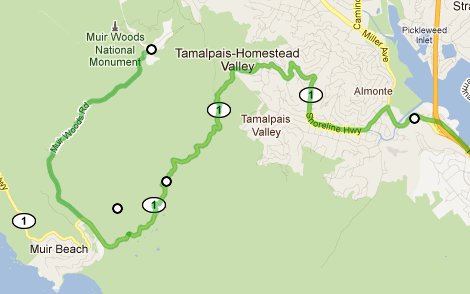 Camino
Stra
Pickleweed
Inlet
Miller Ave
Muir Woods
National
Monument
Tamalpais-Homestead
Valley
Almonte
1
1
Tamalpais
Valley
Shoreline Hwy
Muir Woods Rd
1
1
Muir Beach